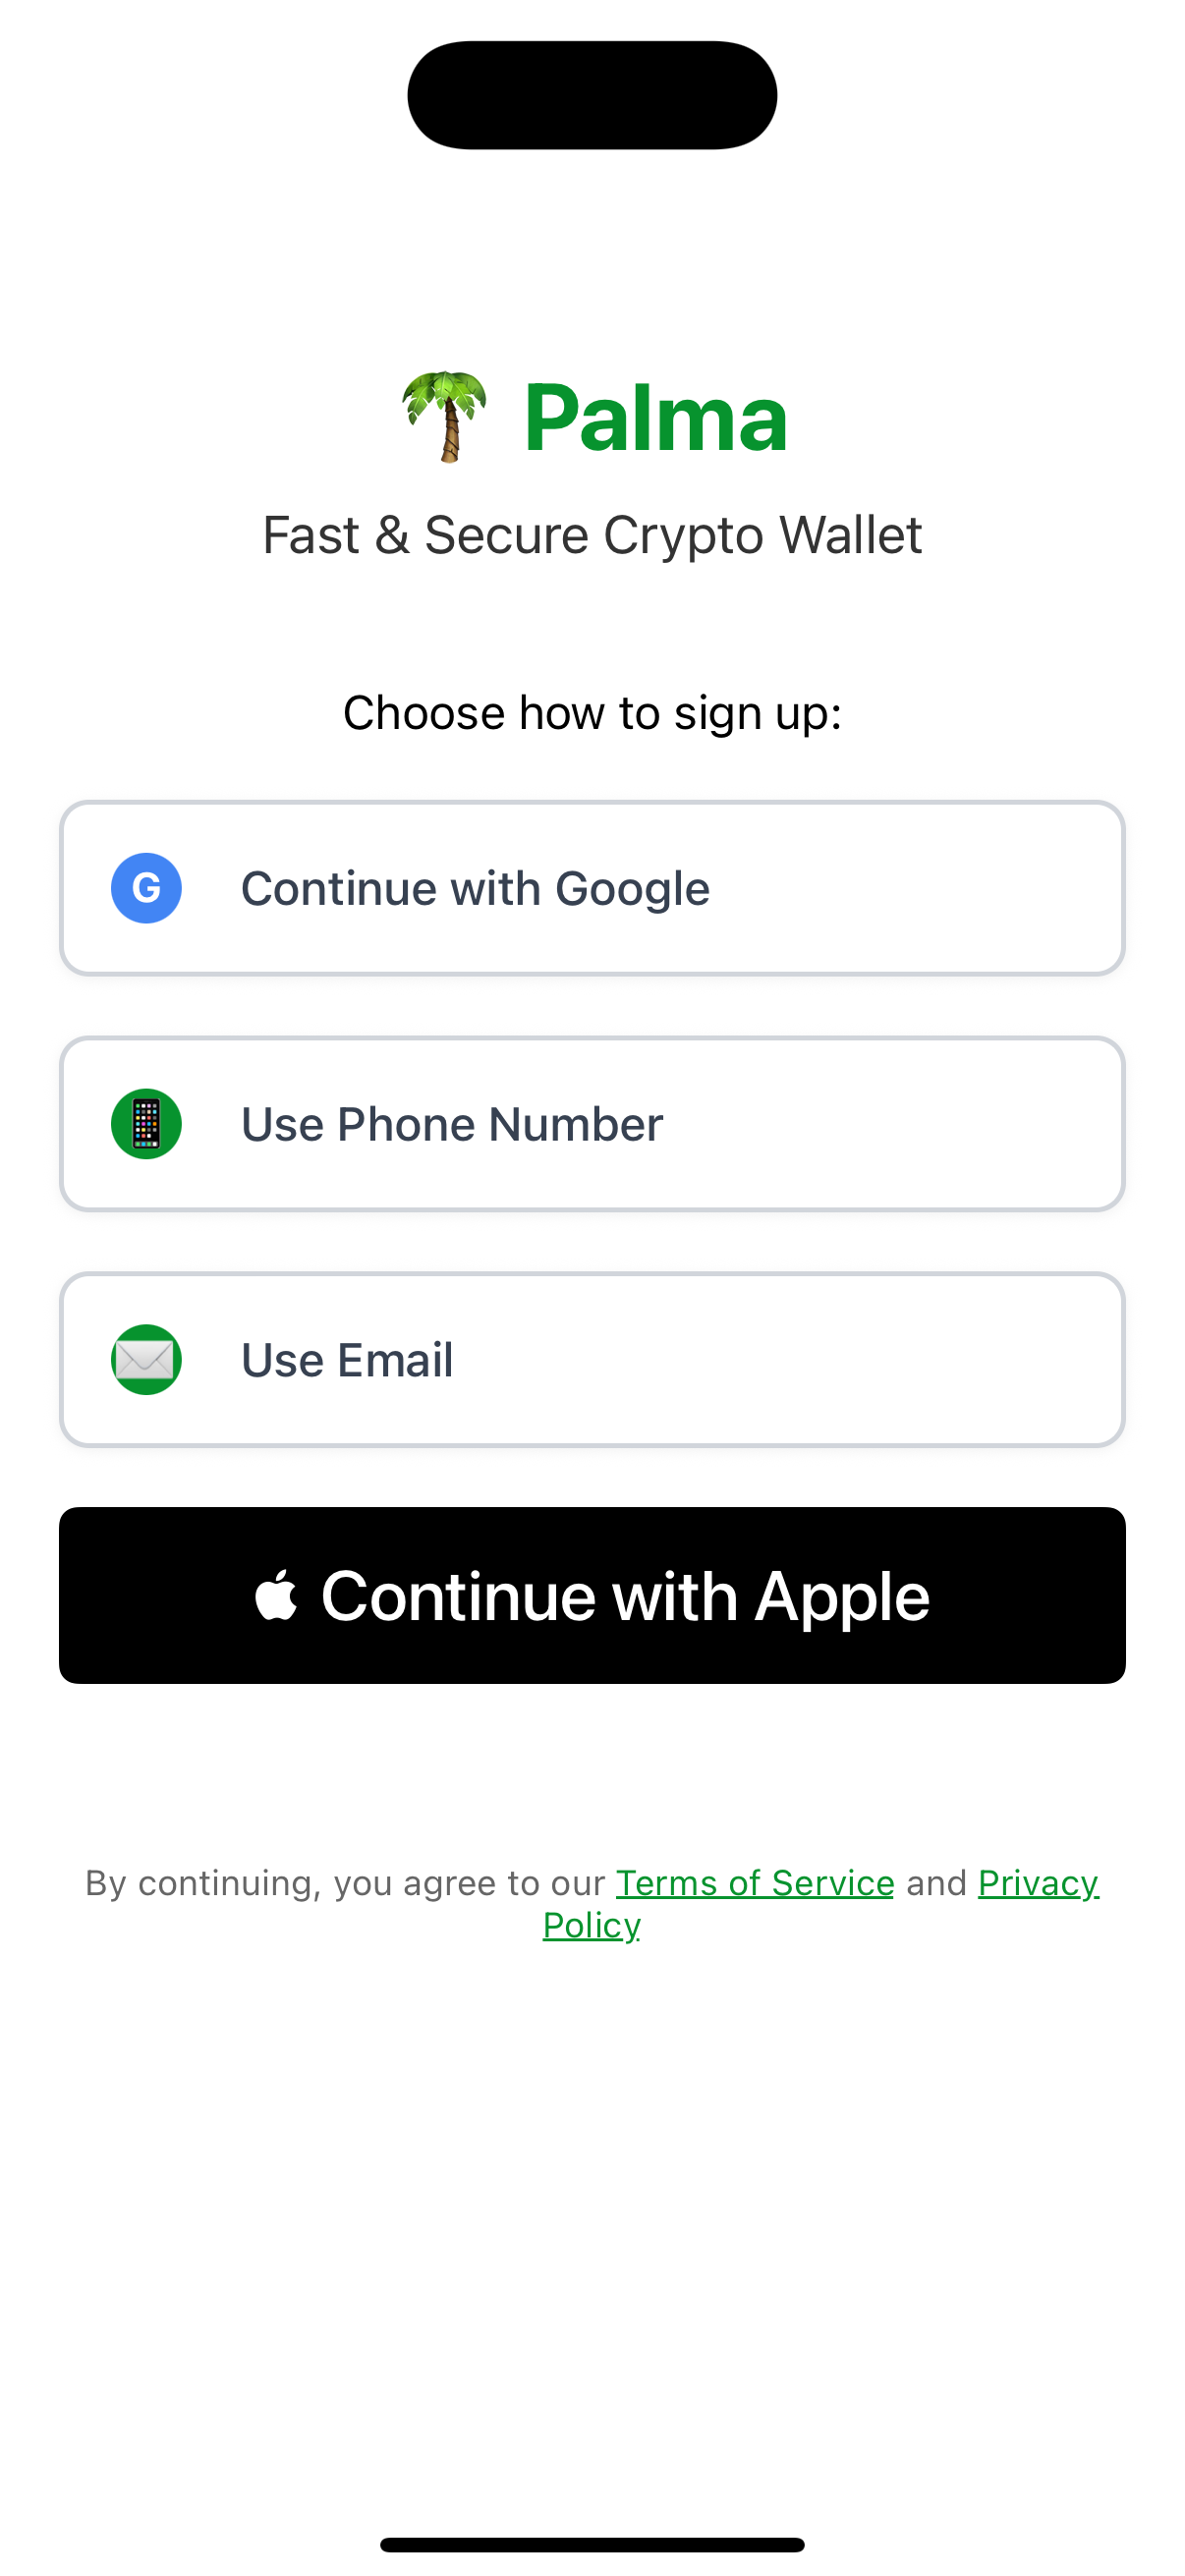 🌴 Palma
Fast & Secure Crypto Wallet
Choose how to sign up:
G Continue with Google
Use Phone Number
Use Email
Continue with Apple
By continuing, you agree to our Terms of Service and Privacy
Policy